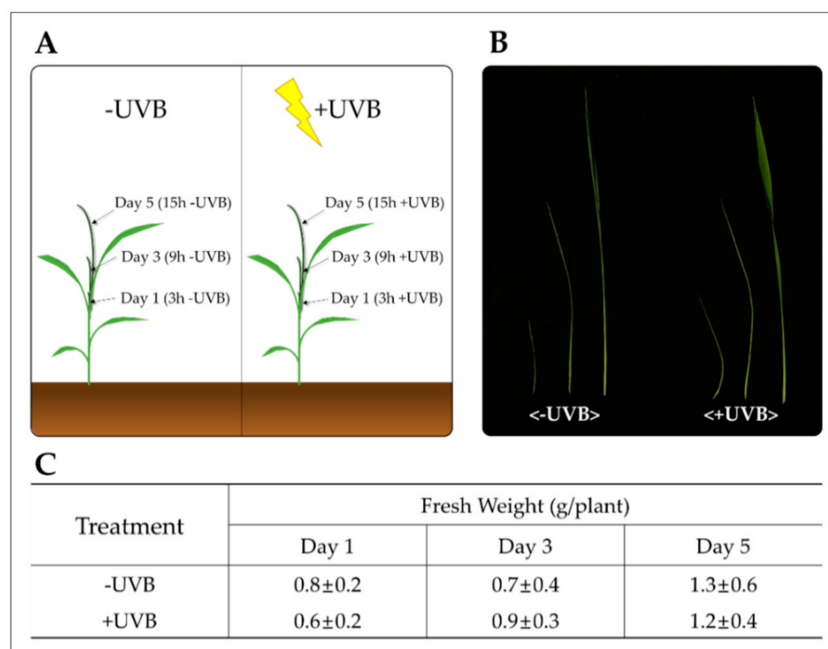 A
B
-UVB
+UVB
Day 5 (15h -UVB)
Day 3 (9h -UVB)
Day 1 (3h -UVB)
Day 5 (15h +UVB)
Day 3 (9h +UVB)
Day 1 (3h +UVB)
<-UVB>
<+UVB>
C
Treatment
Fresh Weight (g/plant)
Day 1
Day 3
Day 5
-UVB 0.8±0.2 0.7±0.4 1.3±0.6
+UVB 0.6±0.2 0.9±0.3 1.2±0.4